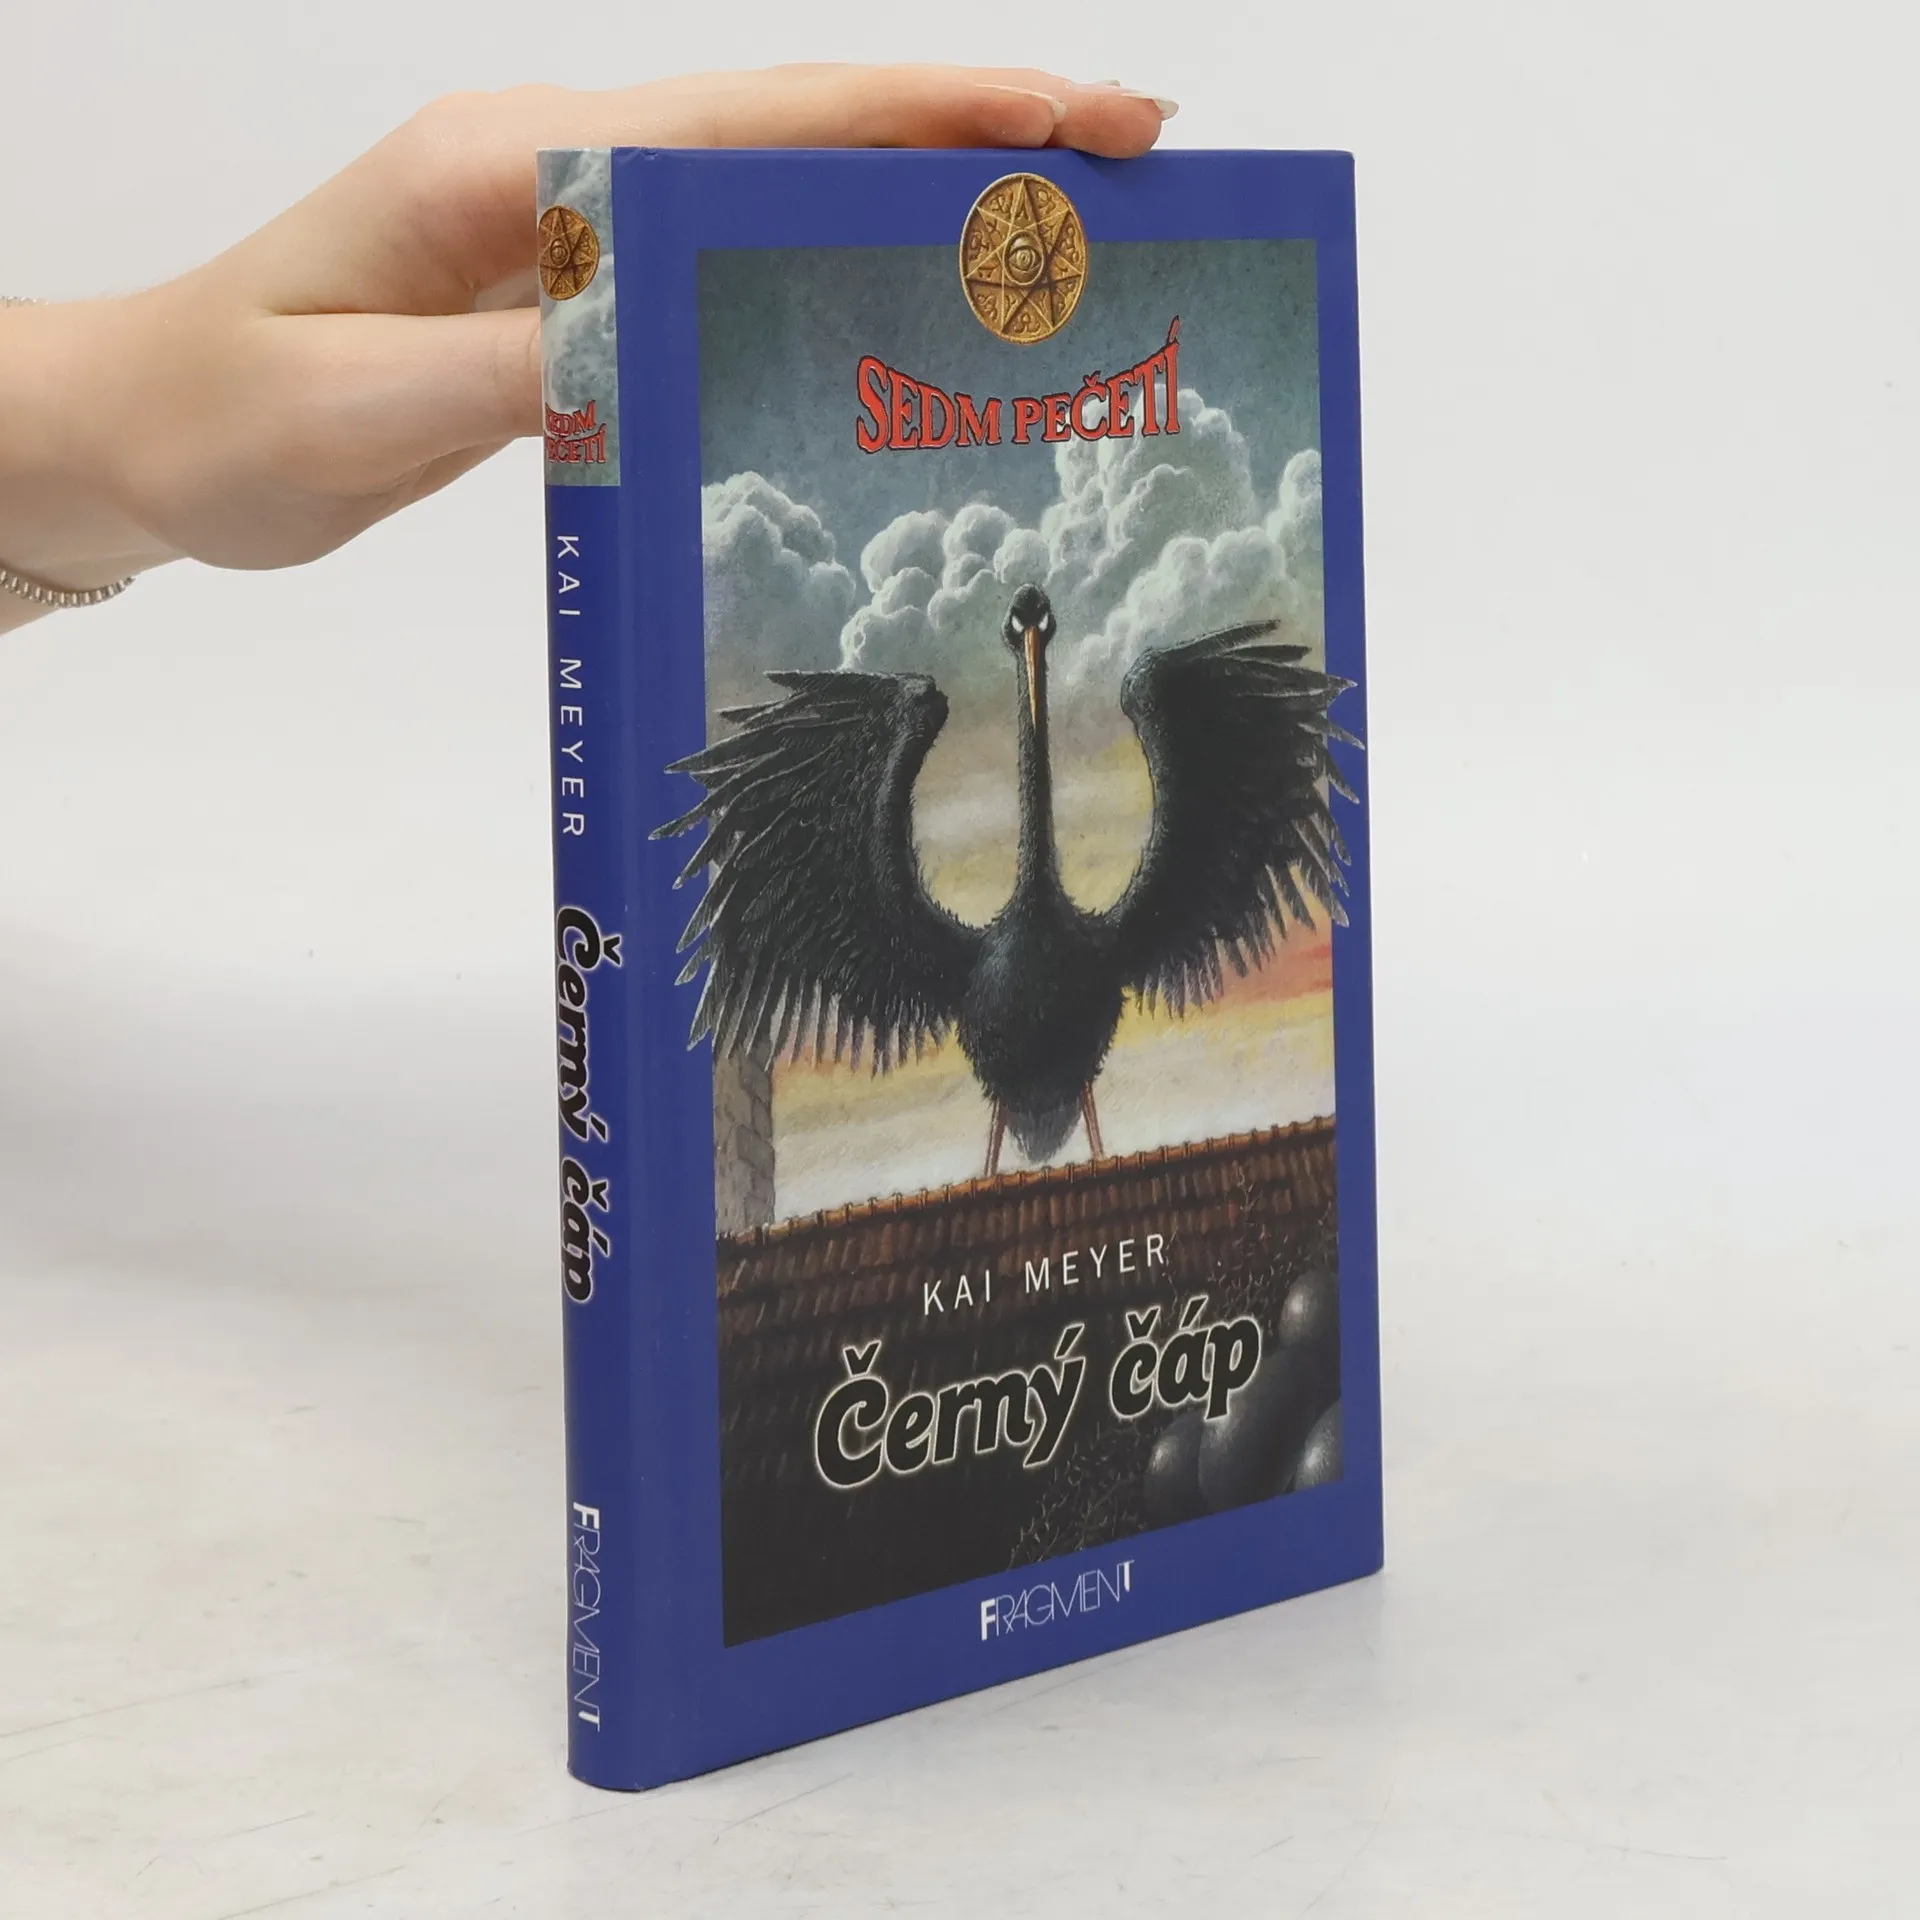 SEDM PEČETÍ
KAI MEYER
Černý čáp
FRAGMENT
SEDM
PEČETÍ
KAI MEYER
Černý čáp
FRAGMENT